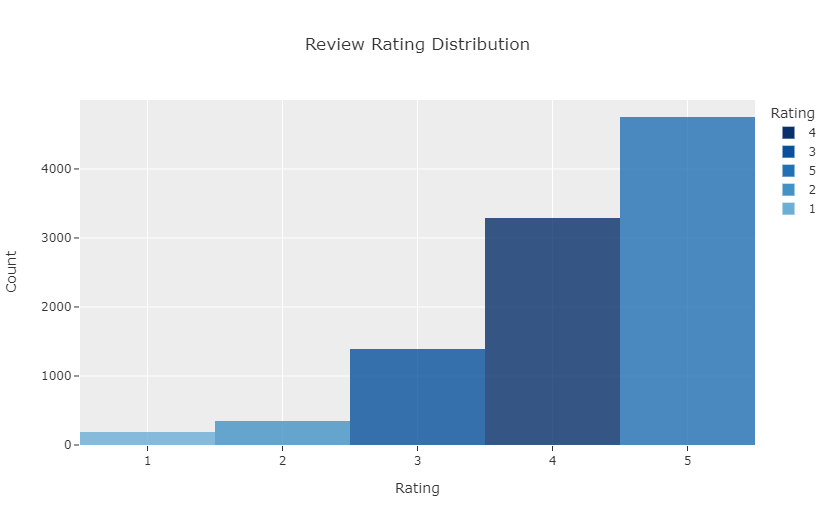 Review Rating Distribution
Rating
4
3
5
2
1
4000
3000
2000
1000
0
Count
1 2 3 4 5
Rating